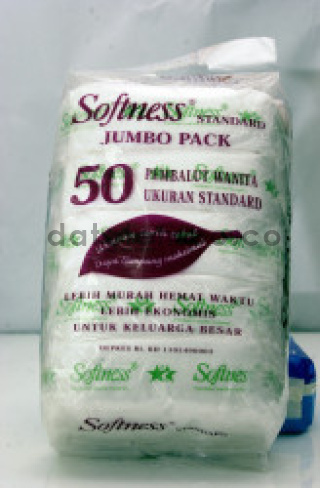 Softness® STANDARD
JUMBO PACK
50 PEMBALUT WANITA
UKURAN STANDARD
LEBIH MURAH HEMAT WAKTU
LEBIH EKONOMIS
UNTUK KELUARGA BESAR
Softness® Softness
Softness STANDARD